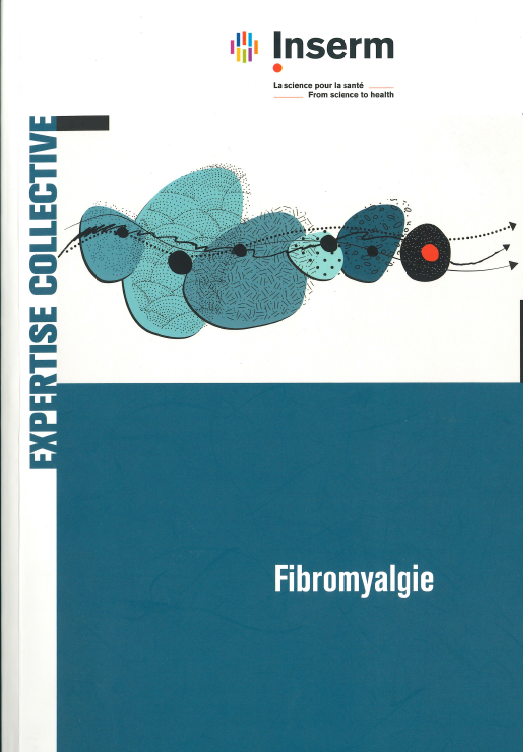 Inserm
La science pour la santé
From science to health
EXPERTISE COLLECTIVE
Fibromyalgie